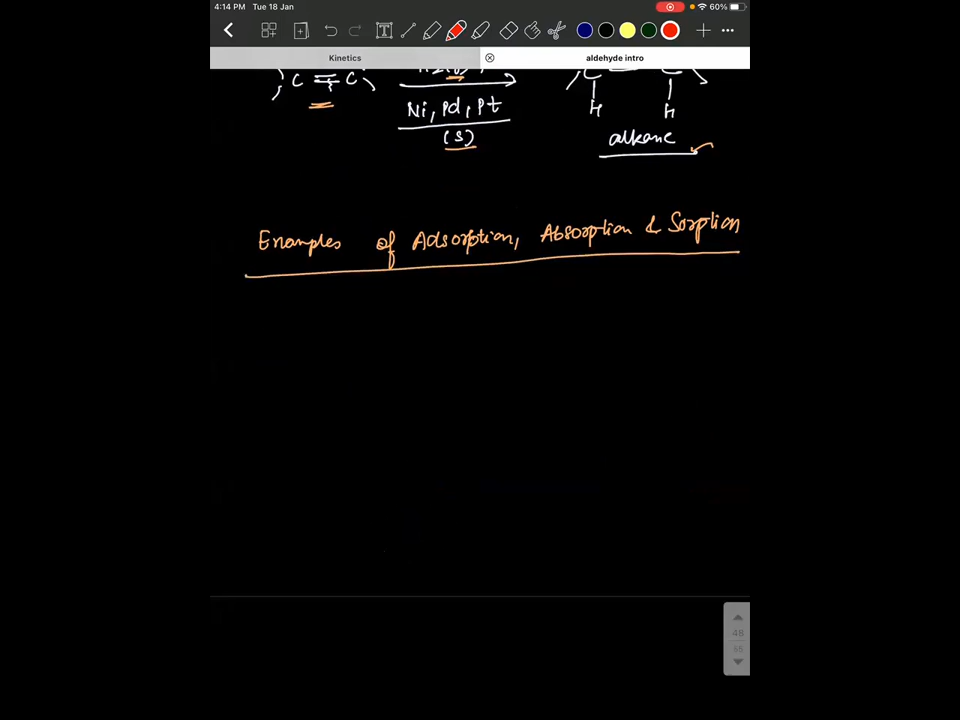 4:14 PM Tue 18 Jan
60%
Kinetics
aldehyde intro
C = C
C
Ni, Pd, Pt
(s)
H H
alkane
Examples of Adsorption, Absorption & Sorption
48